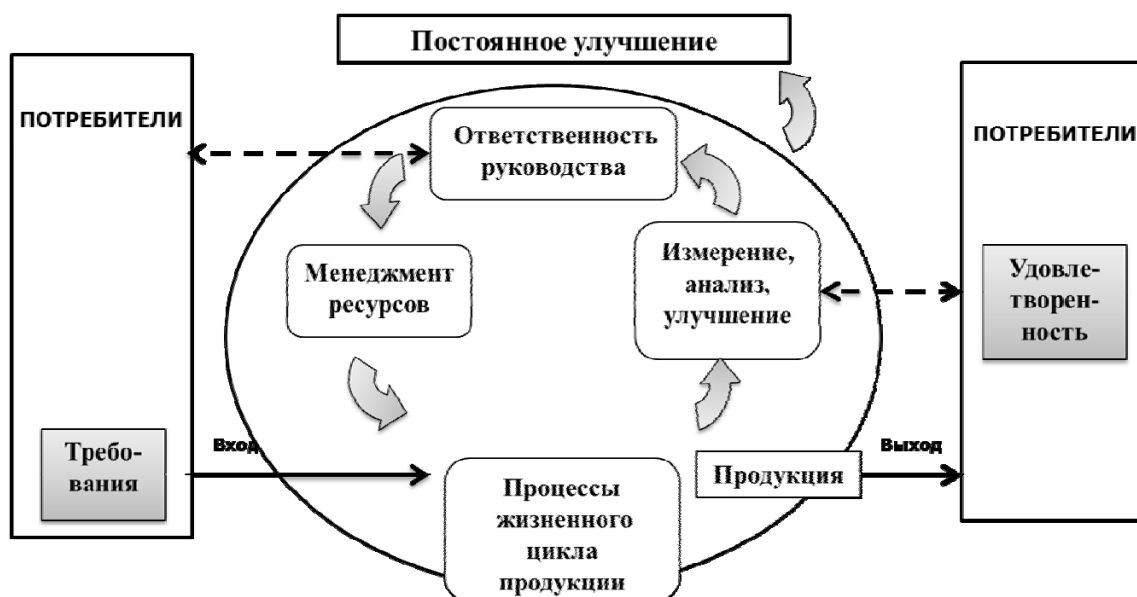 Постоянное улучшение
ПОТРЕБИТЕЛИ
ПОТРЕБИТЕЛИ
Ответственность
руководства
Менеджмент
ресурсов
Измерение,
анализ,
улучшение
Удовле-
творен-
ность
Требо-
вания
Вход
Выход
Продукция
Процессы
жизненного
цикла
продукции